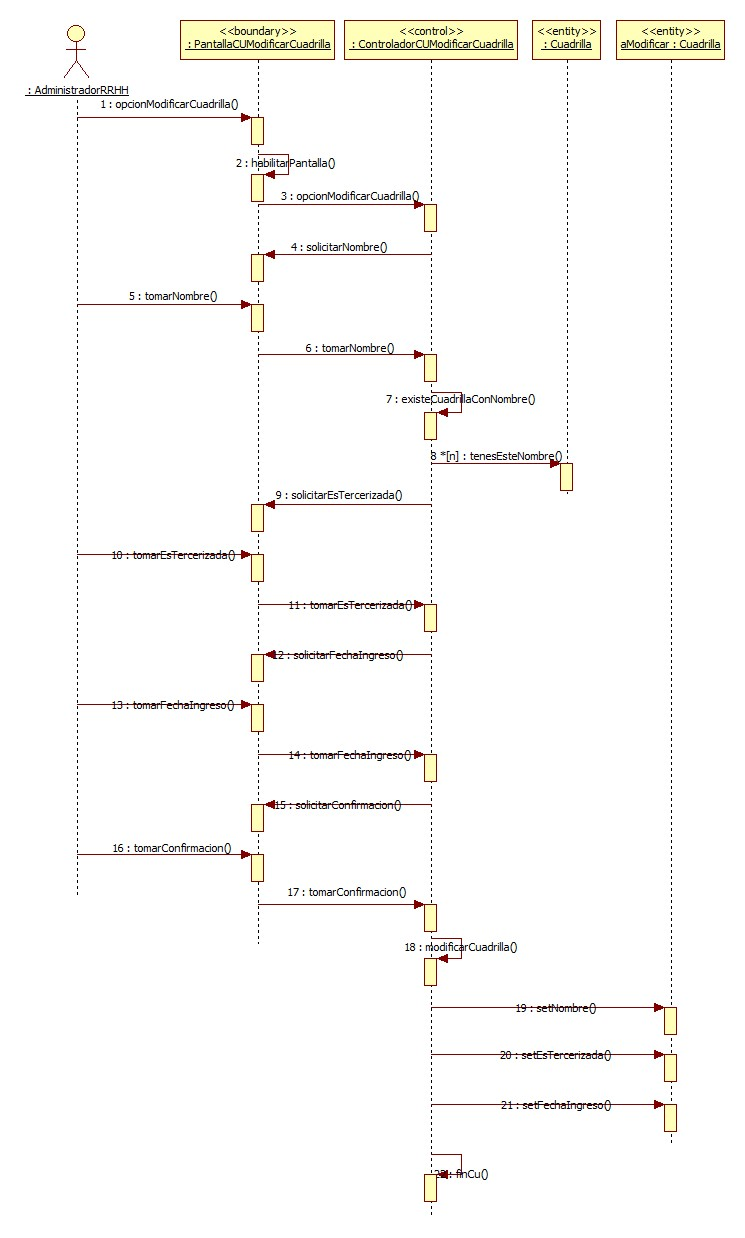 <<boundary>>
: PantallaCUModificarCuadrilla
<<control>>
: ControladorCUModificarCuadrilla
<<entity>>
: Cuadrilla
<<entity>>
aModificar : Cuadrilla
: AdministradorRRHH
1 : opcionModificarCuadrilla()
2 : habilitarPantalla()
3 : opcionModificarCuadrilla()
4 : solicitarNombre()
5 : tomarNombre()
6 : tomarNombre()
7 : existeCuadrillaConNombre()
8 *[n] : tenesEsteNombre()
9 : solicitarEsTercerizada()
10 : tomarEsTercerizada()
11 : tomarEsTercerizada()
12 : solicitarFechaIngreso()
13 : tomarFechaIngreso()
14 : tomarFechaIngreso()
15 : solicitarConfirmacion()
16 : tomarConfirmacion()
17 : tomarConfirmacion()
18 : modificarCuadrilla()
19 : setNombre()
20 : setEsTercerizada()
21 : setFechaIngreso()
: finCu()